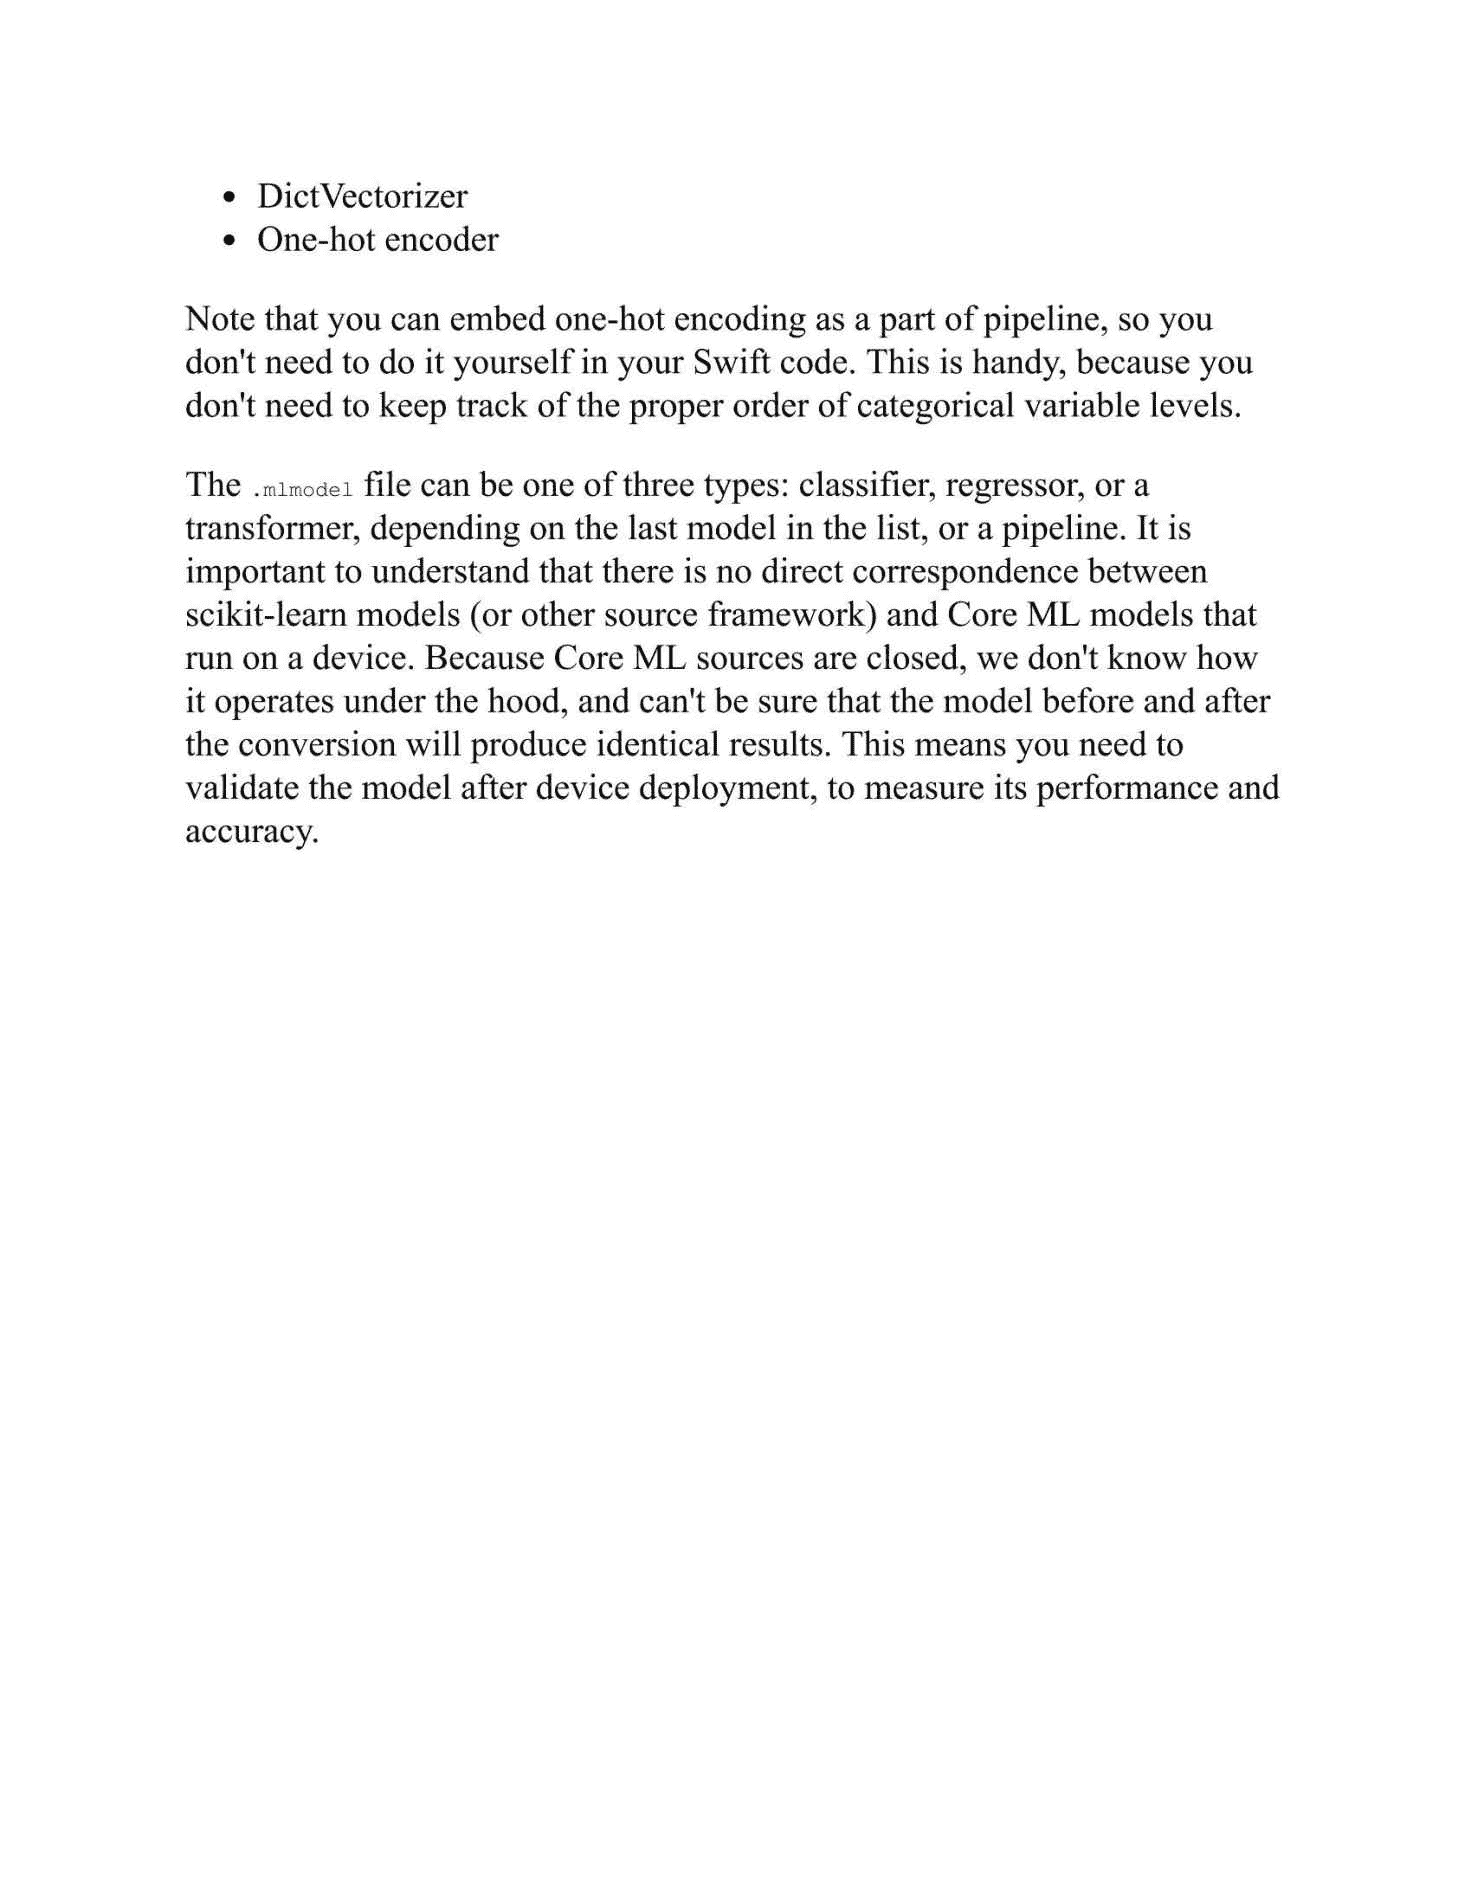 • DictVectorizer
• One-hot encoder
Note that you can embed one-hot encoding as a part of pipeline, so you
don't need to do it yourself in your Swift code. This is handy, because you
don't need to keep track of the proper order of categorical variable levels.
The .mlmodel file can be one of three types: classifier, regressor, or a
transformer, depending on the last model in the list, or a pipeline. It is
important to understand that there is no direct correspondence between
scikit-learn models (or other source framework) and Core ML models that
run on a device. Because Core ML sources are closed, we don't know how
it operates under the hood, and can't be sure that the model before and after
the conversion will produce identical results. This means you need to
validate the model after device deployment, to measure its performance and
accuracy.